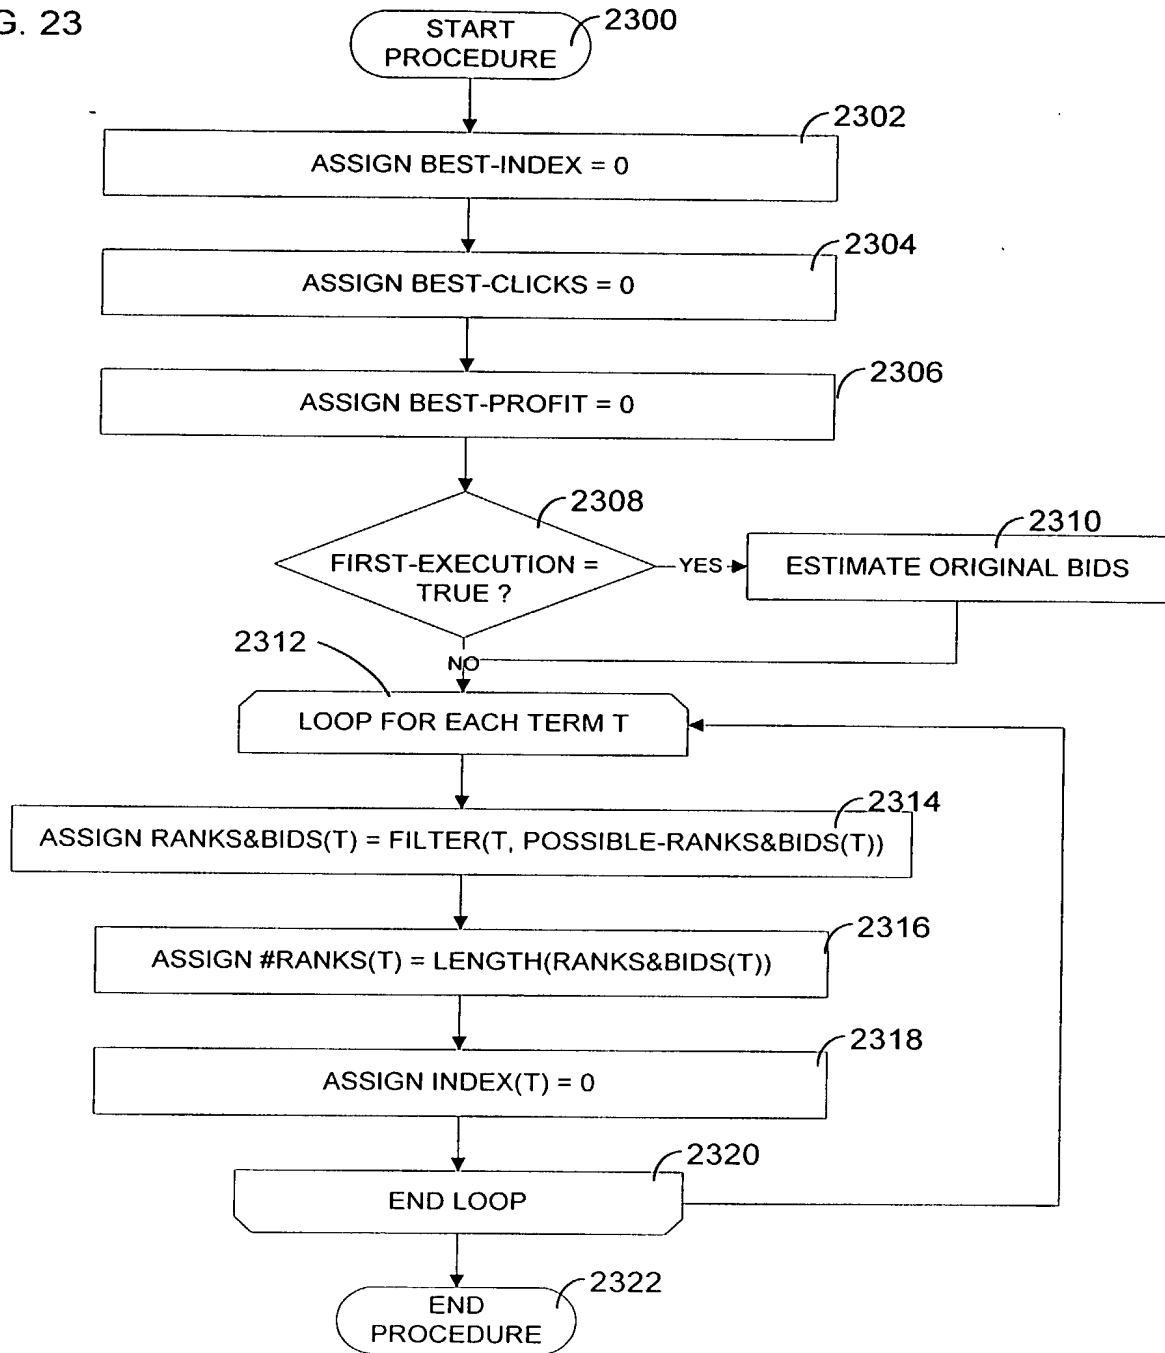 G. 23
START
PROCEDURE
2300
2302
ASSIGN BEST-INDEX = 0
2304
ASSIGN BEST-CLICKS = 0
2306
ASSIGN BEST-PROFIT = 0
2308
FIRST-EXECUTION =
TRUE ?
YES
2310
ESTIMATE ORIGINAL BIDS
NO
2312
LOOP FOR EACH TERM T
2314
ASSIGN RANKS&BIDS(T) = FILTER(T, POSSIBLE-RANKS&BIDS(T))
2316
ASSIGN #RANKS(T) = LENGTH(RANKS&BIDS(T))
2318
ASSIGN INDEX(T) = 0
2320
END LOOP
2322
END
PROCEDURE